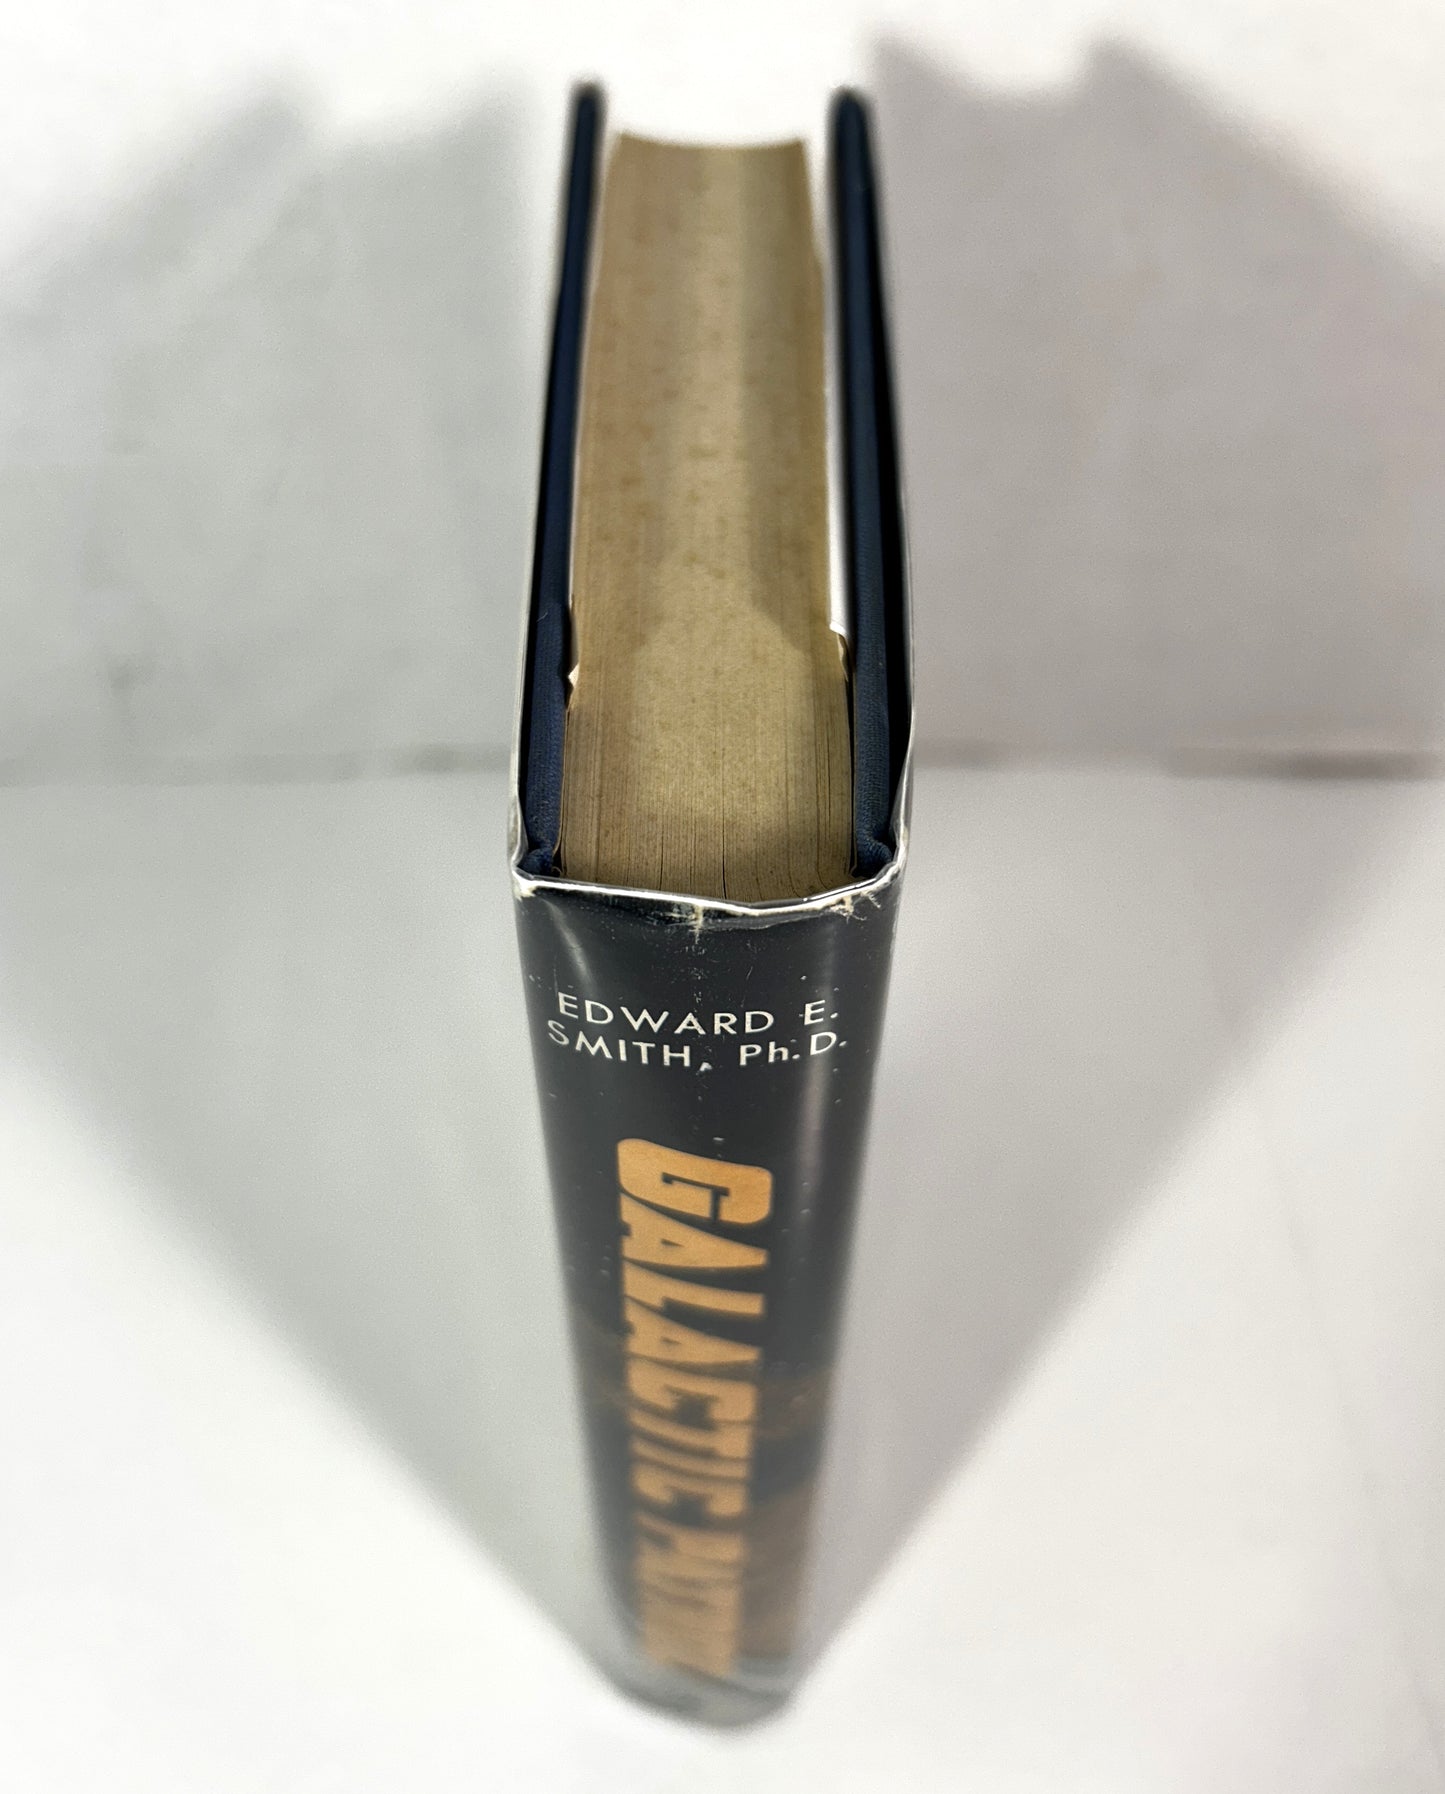 EDWARD E.
SMITH, Ph.D.
GALACTIC